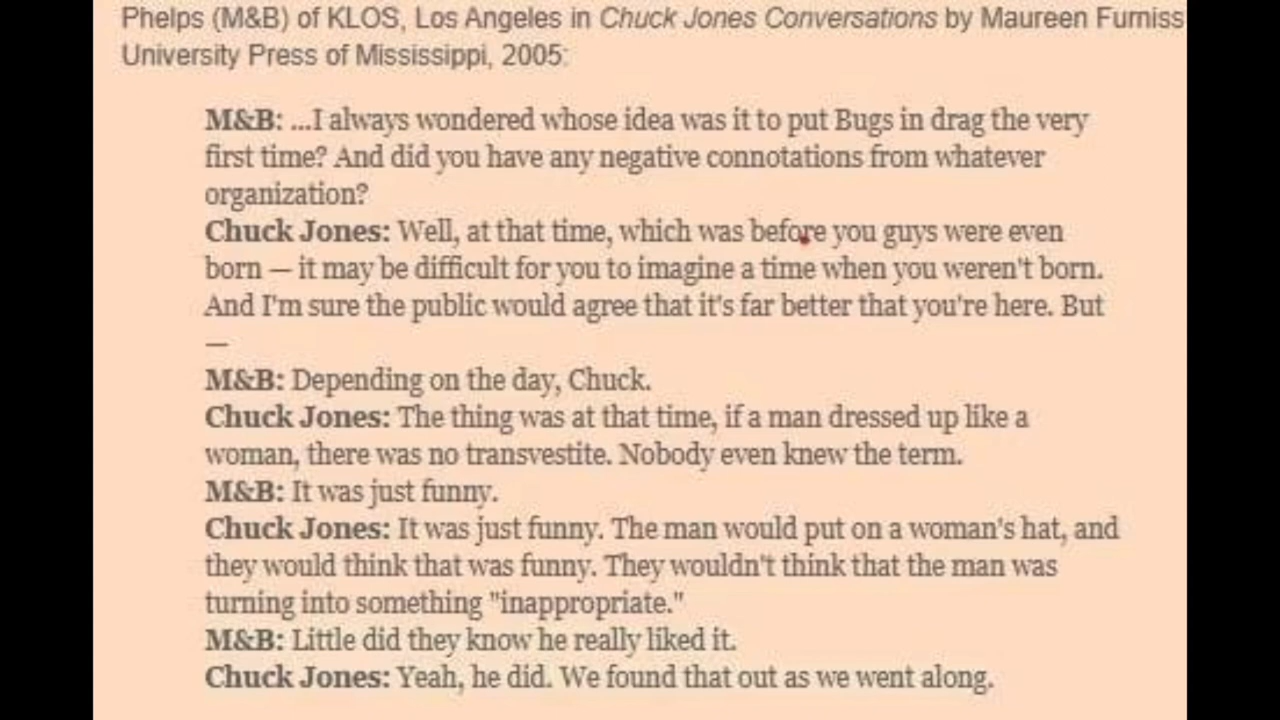 Phelps (M&B) of KLOS, Los Angeles in Chuck Jones Conversations by Maureen Furniss
University Press of Mississippi, 2005:
M&B: ...I always wondered whose idea was it to put Bugs in drag the very
first time? And did you have any negative connotations from whatever
organization?
Chuck Jones: Well, at that time, which was before you guys were even
born — it may be difficult for you to imagine a time when you weren't born.
And I'm sure the public would agree that it's far better that you're here. But
—
M&B: Depending on the day, Chuck.
Chuck Jones: The thing was at that time, if a man dressed up like a
woman, there was no transvestite. Nobody even knew the term.
M&B: It was just funny.
Chuck Jones: It was just funny. The man would put on a woman's hat, and
they would think that was funny. They wouldn't think that the man was
turning into something "inappropriate."
M&B: Little did they know he really liked it.
Chuck Jones: Yeah, he did. We found that out as we went along.